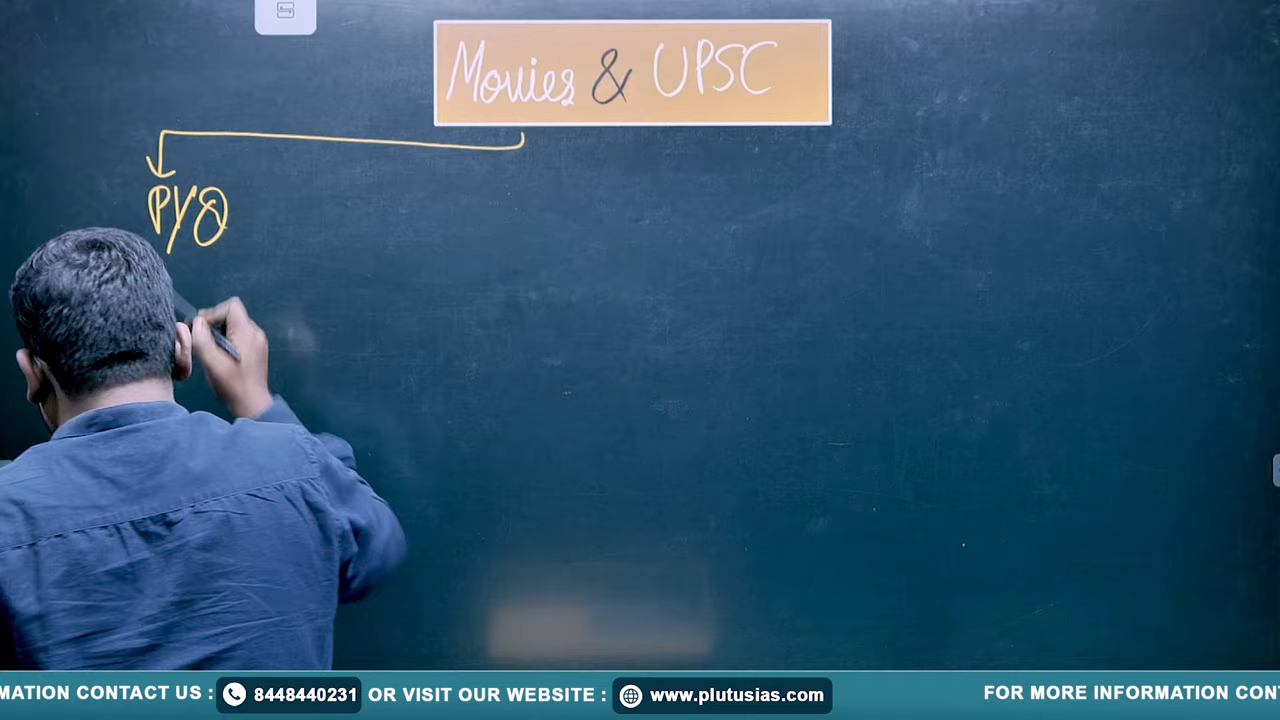 Movies & UPSC
PYQ
MATION CONTACT US : 8448440231 OR VISIT OUR WEBSITE : www.plutusias.com FOR MORE INFORMATION CONT